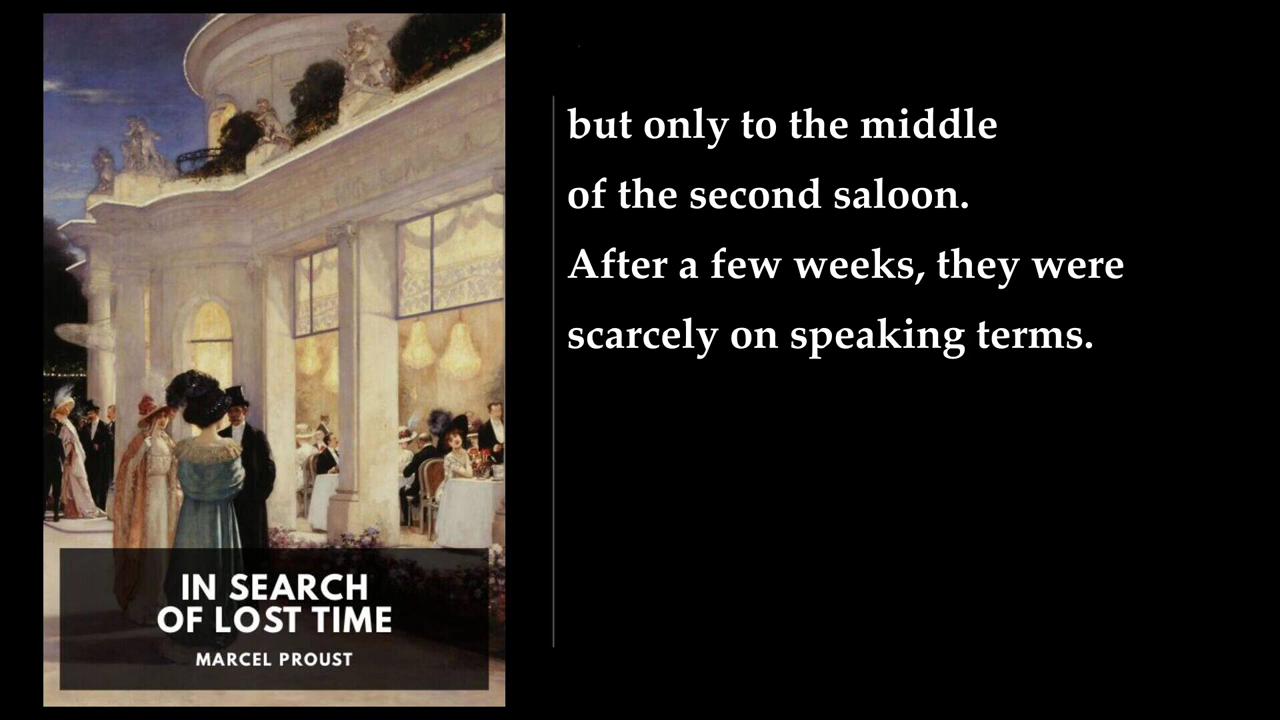 but only to the middle
of the second saloon.
After a few weeks, they were
scarcely on speaking terms.
IN SEARCH
OF LOST TIME
MARCEL PROUST